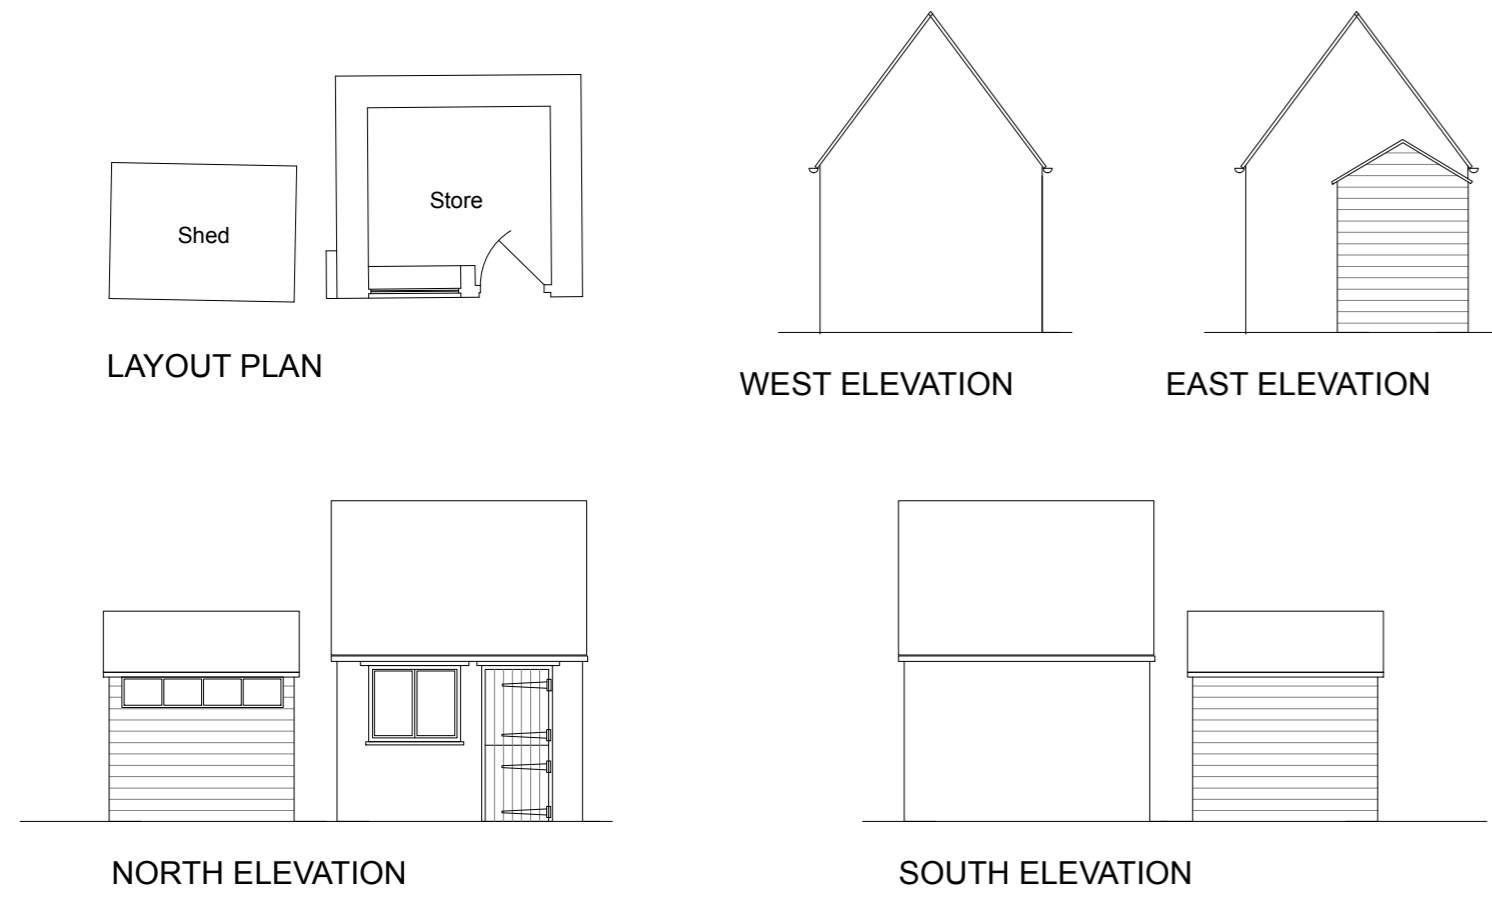 Store
Shed
LAYOUT PLAN
WEST ELEVATION
EAST ELEVATION
NORTH ELEVATION
SOUTH ELEVATION